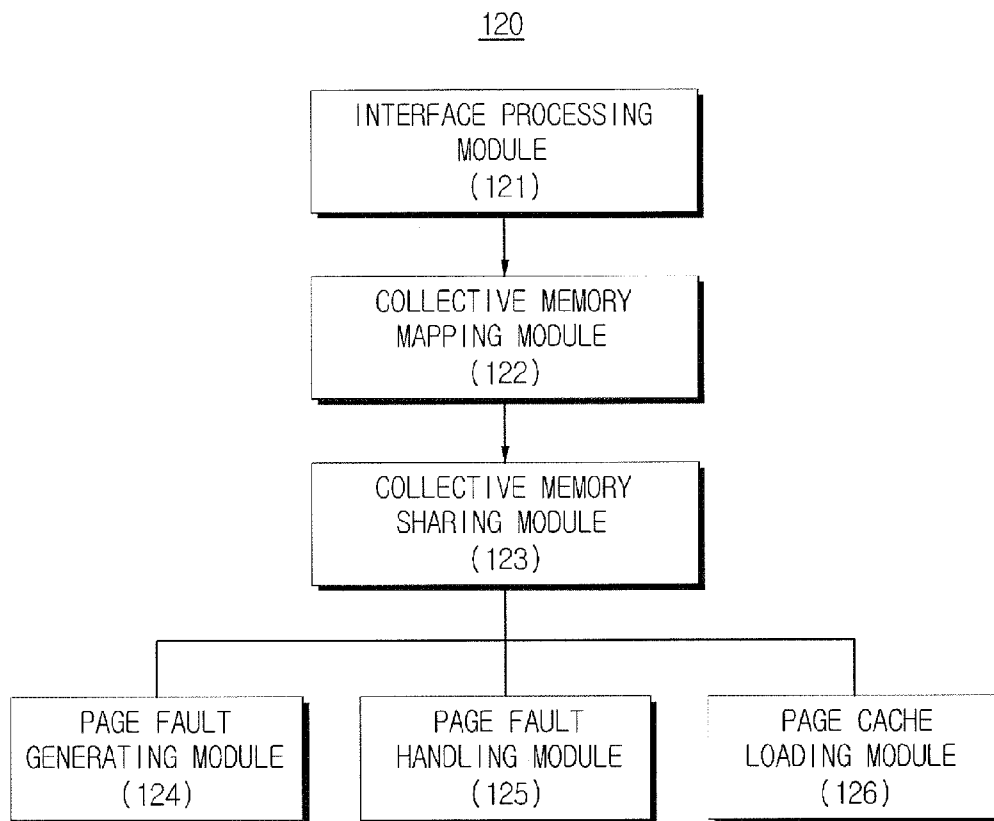 120
INTERFACE PROCESSING
MODULE
(121)
COLLECTIVE MEMORY
MAPPING MODULE
(122)
COLLECTIVE MEMORY
SHARING MODULE
(123)
PAGE FAULT
GENERATING MODULE
(124)
PAGE FAULT
HANDLING MODULE
(125)
PAGE CACHE
LOADING MODULE
(126)